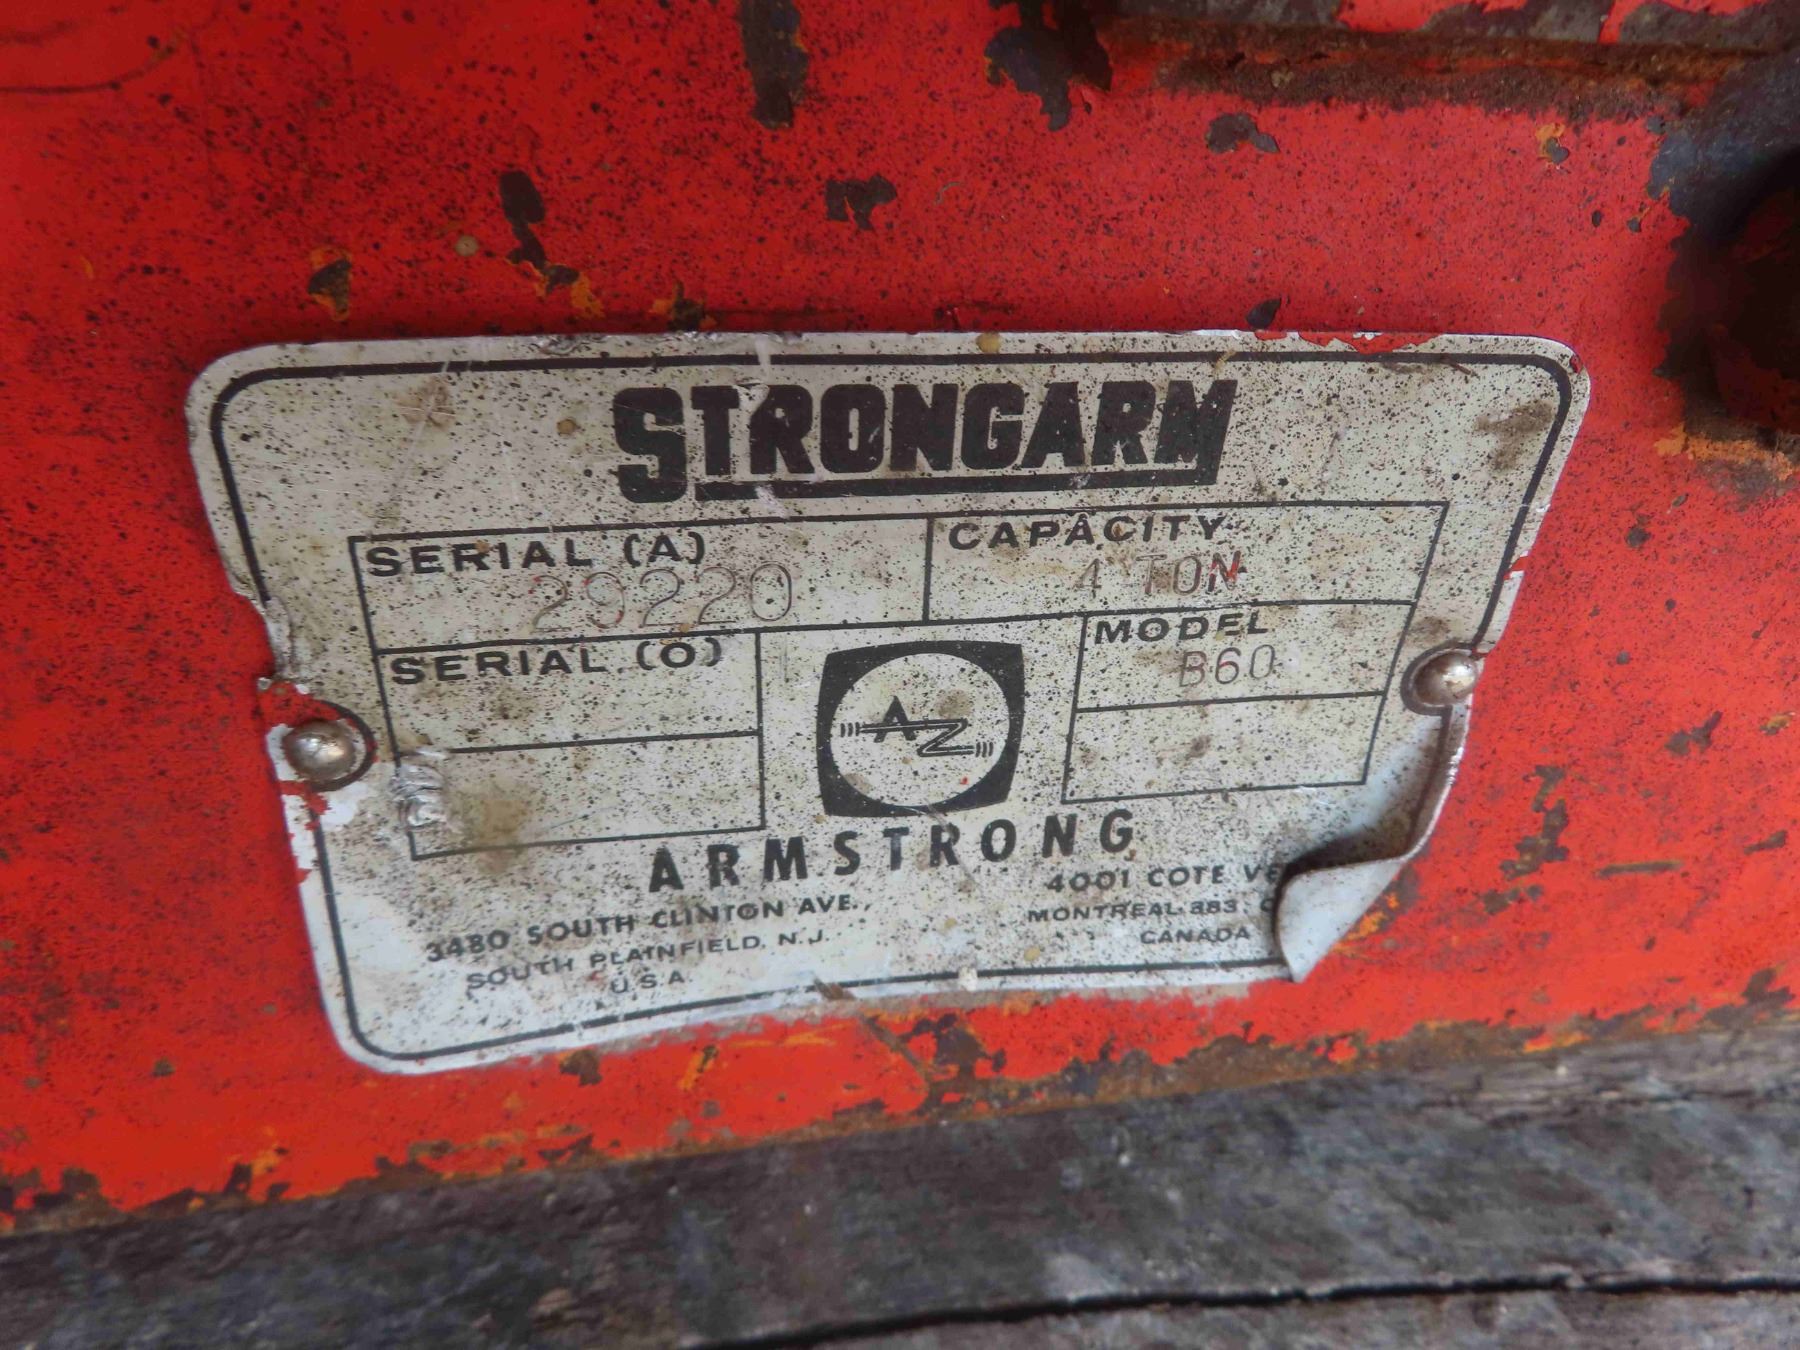 STRONGARM
SERIAL (A)
29220
CAPACITY
4 TON
SERIAL (O)
MODEL
B60
AZ
ARMSTRONG
3480 SOUTH CLINTON AVE.,
SOUTH PLAINFIELD, N.J.
U.S.A.
4001 COTE
MONTREAL 383,
CANADA